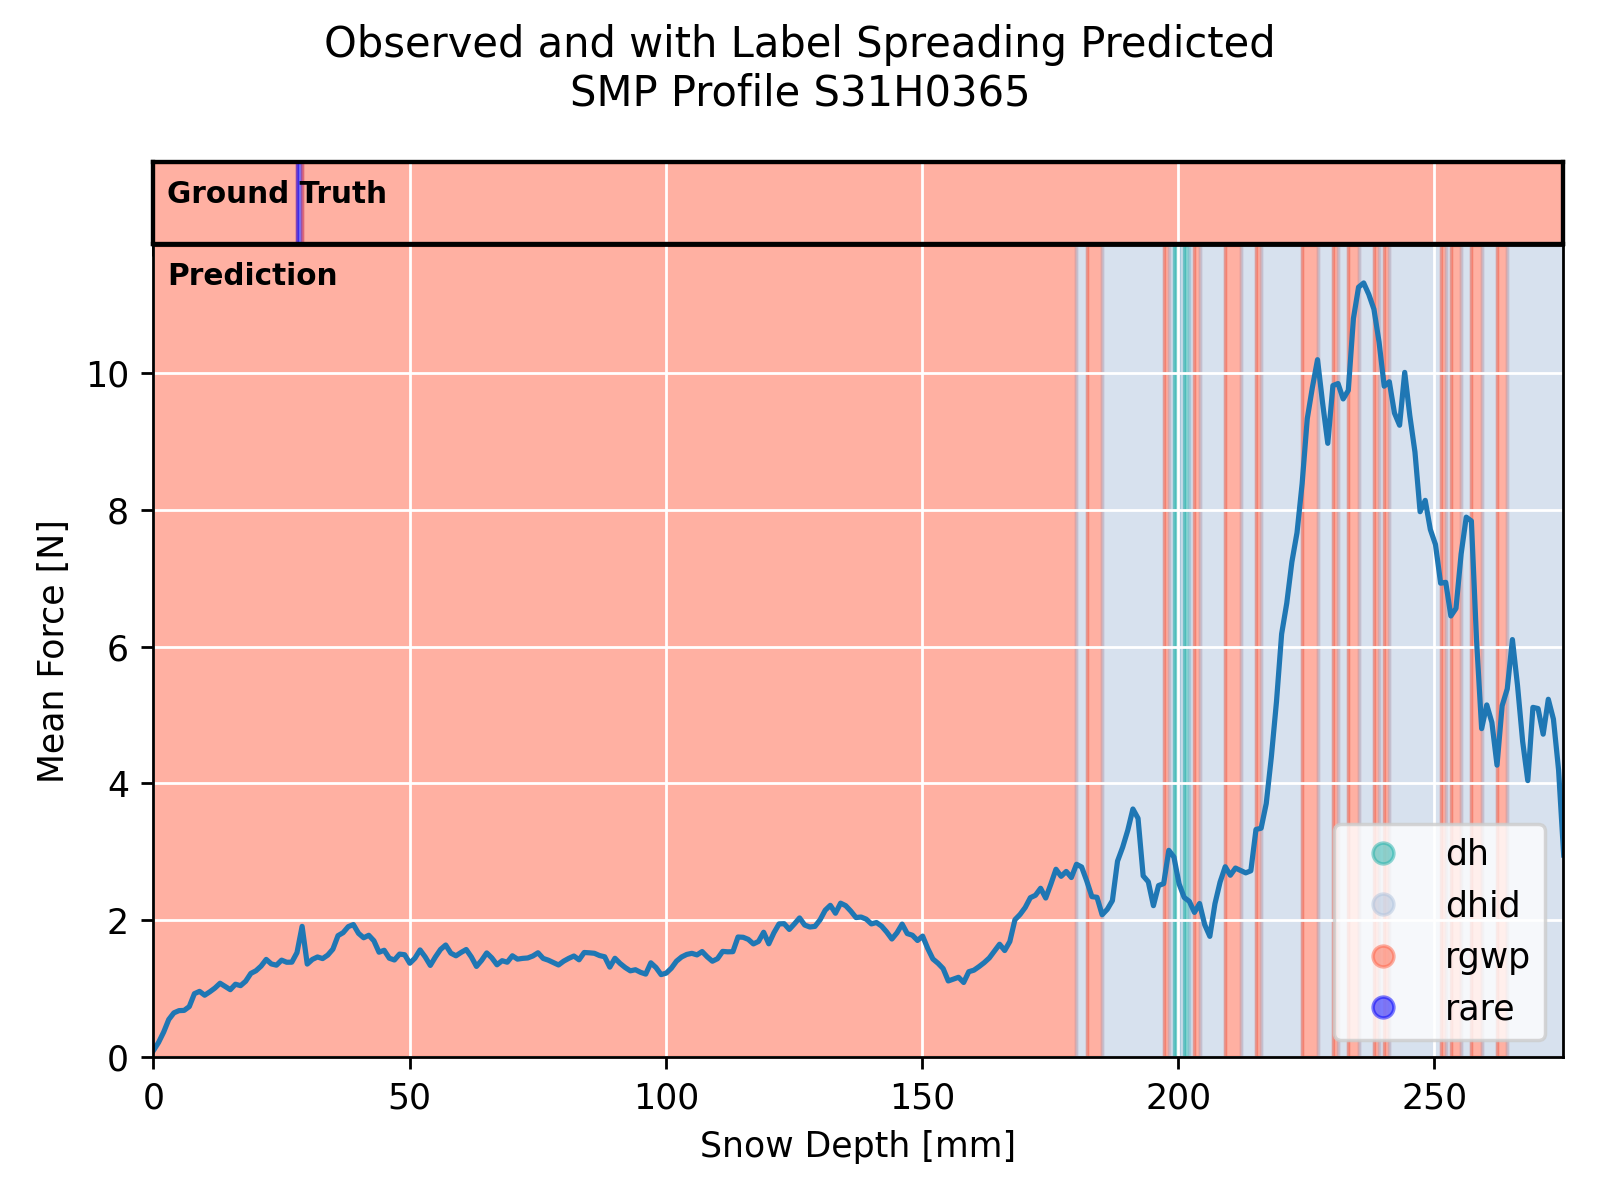 Observed and with Label Spreading Predicted
SMP Profile S31H0365
Ground Truth
Prediction
10
8
6
4
2
0
Mean Force [N]
0 50 100 150 200 250
Snow Depth [mm]
dh
dhid
rgwp
rare